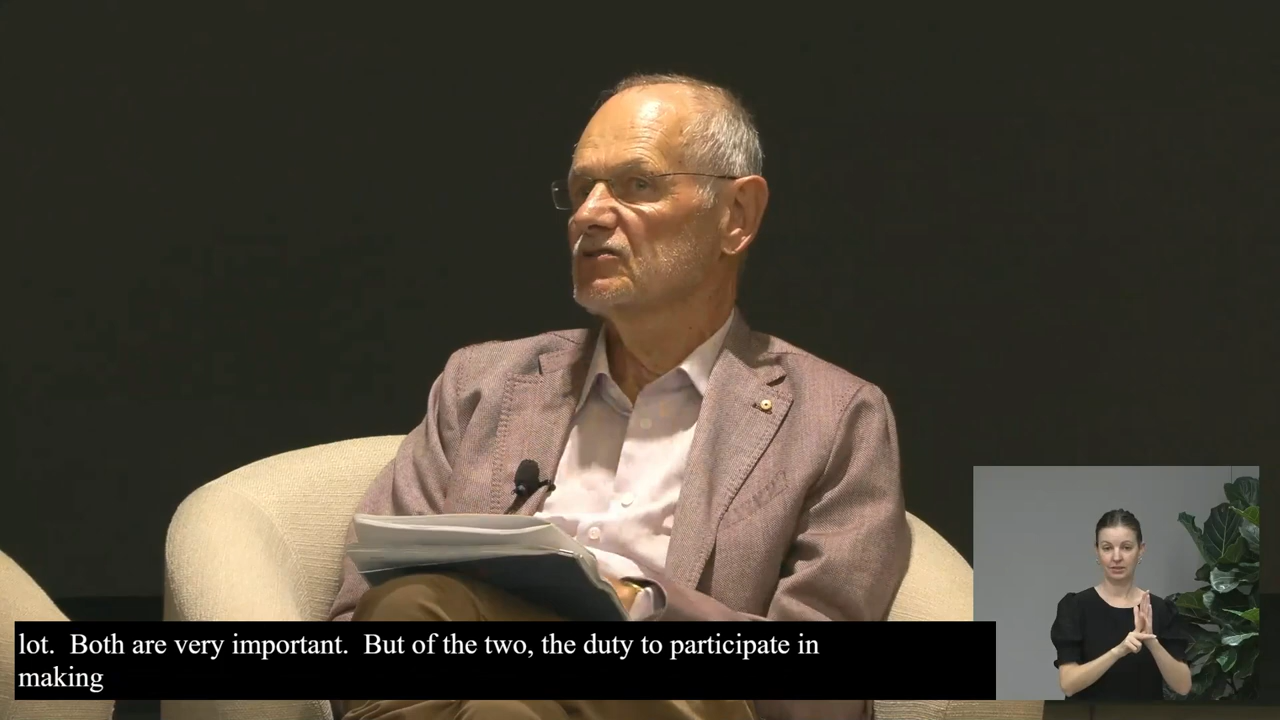 lot.  Both are very important.  But of the two, the duty to participate in
making